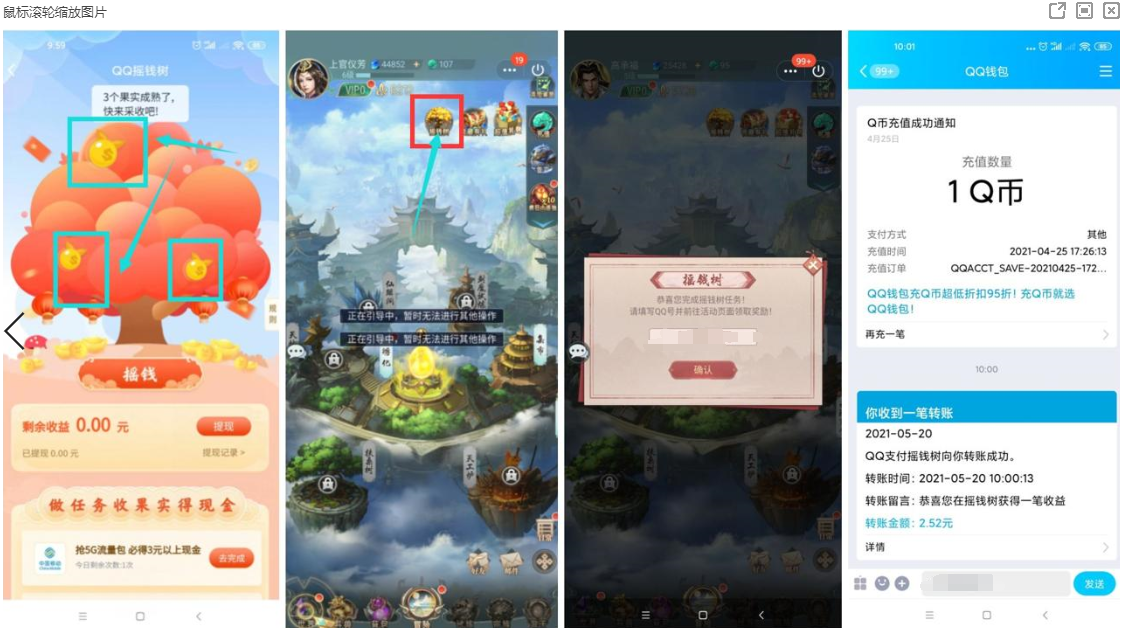 鼠标滚轮缩放图片
9:59
QQ摇钱树
3个果实成熟了,
快来采收吧!
规则
摇钱
剩余收益 0.00 元
提现
已提现 0.00 元
提现记录 >
做任务收果实得现金
抢5G流量包 必得3元以上现金
今日剩余次数:1次
去完成
上官仪芳
44852
107
6级
VIP0
19
正在引导中，暂时无法进行其他操作
正在引导中，暂时无法进行其他操作
扶桑树
天工炉
集市
99+
摇钱树
恭喜您完成摇钱树任务!
请填写QQ号并前往活动页面领取奖励!
确认
扶桑树
天工炉
10:01
99+
QQ钱包
Q币充值成功通知
4月25日
充值数量
1 Q币
支付方式
其他
充值时间
2021-04-25 17:26:13
充值订单
QQACCT_SAVE-20210425-172...
QQ钱包充Q币超低折扣95折! 充Q币就选
QQ钱包!
再充一笔
10:00
你收到一笔转账
2021-05-20
QQ支付摇钱树向你转账成功。
转账时间: 2021-05-20 10:00:13
转账留言: 恭喜您在摇钱树获得一笔收益
转账金额: 2.52元
详情
发送